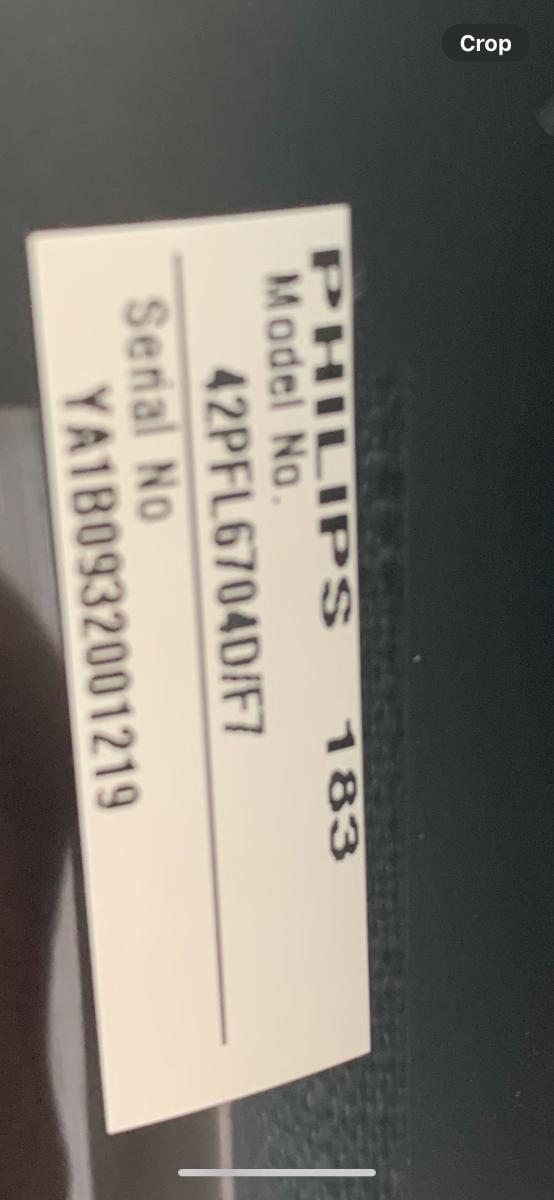 Crop
PHILIPS 183
Model No.
42PFL6704D/F7
Serial No
YA1B0932001219